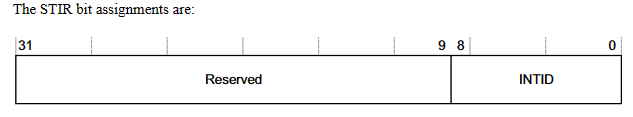 The STIR bit assignments are:
31 9 8 0
Reserved INTID